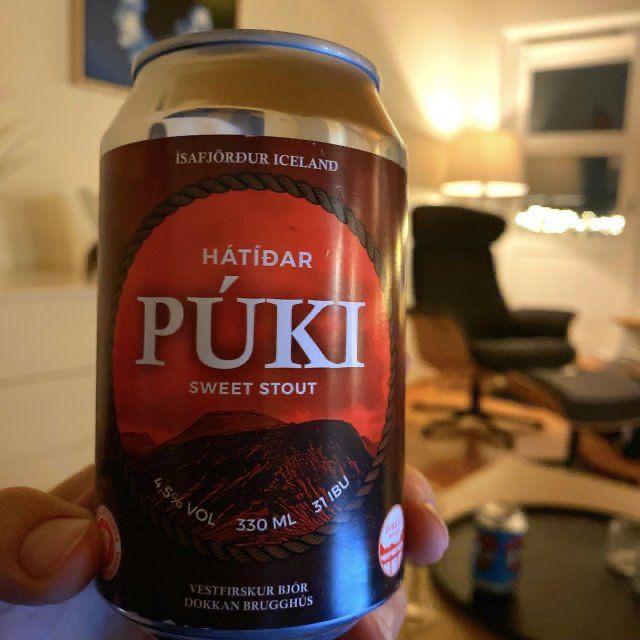 ÍSAFJÖRÐUR ICELAND
HÁTÍÐAR
PÚKI
SWEET STOUT
4,5% VOL 330 ML 31 IBU
VESTFIRSKUR BJÓR
DOKKAN BRUGGHÚS